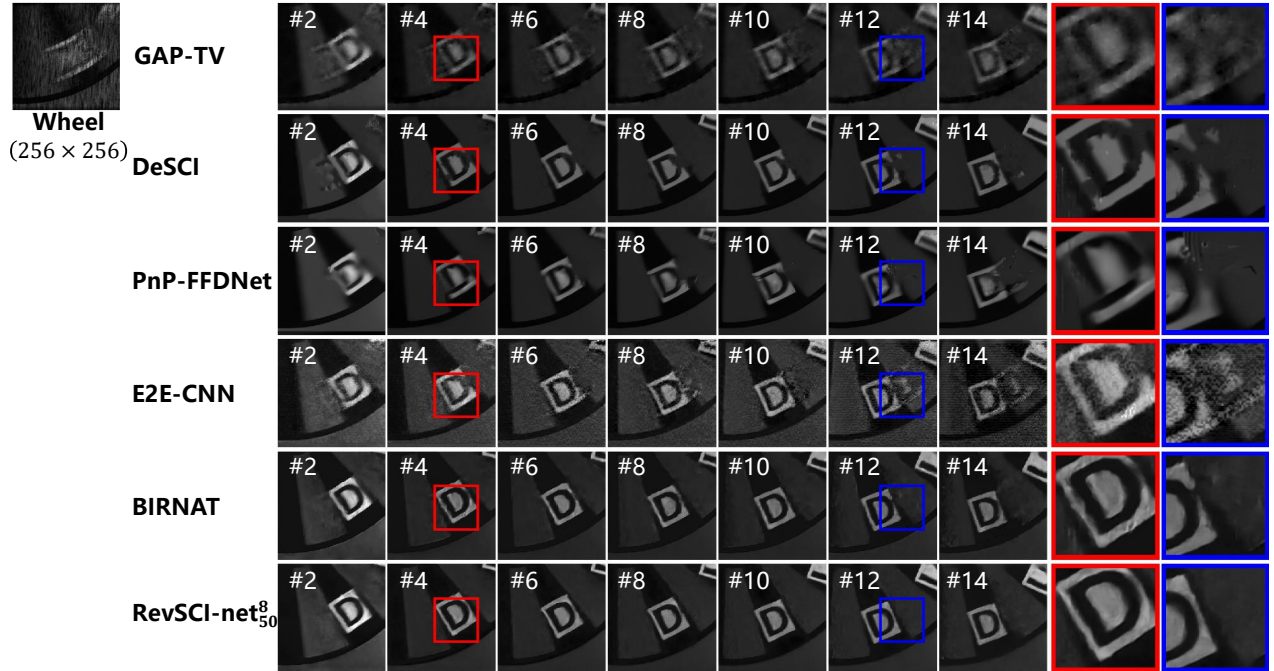 #2 #4 #6 #8 #10 #12 #14
GAP-TV
Wheel
(256 × 256)
#2 #4 #6 #8 #10 #12 #14
DeSCI
#2 #4 #6 #8 #10 #12 #14
PnP-FFDNet
#2 #4 #6 #8 #10 #12 #14
E2E-CNN
#2 #4 #6 #8 #10 #12 #14
BIRNAT
#2 #4 #6 #8 #10 #12 #14
RevSCI-net⁸₅₀